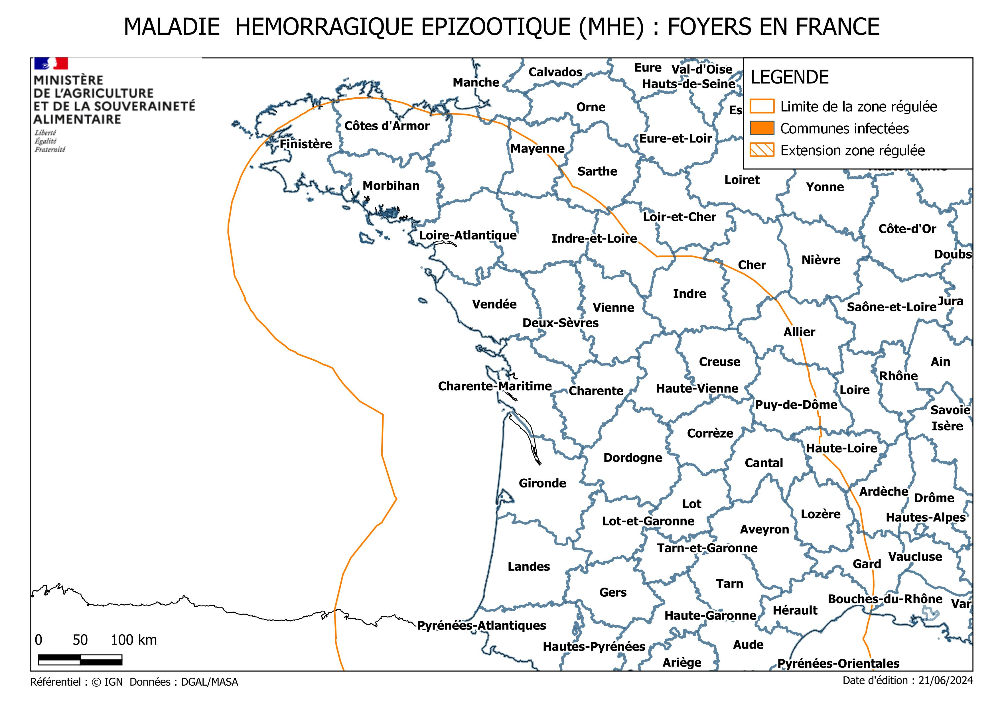 MALADIE  HEMORRAGIQUE EPIZOOTIQUE (MHE) : FOYERS EN FRANCE
MINISTÈRE
DE L'AGRICULTURE
ET DE LA SOUVERAINETÉ
ALIMENTAIRE
Liberté
Égalité
Fraternité
LEGENDE
Limite de la zone régulée
Communes infectées
Extension zone régulée
Calvados
Eure
Val-d'Oise
Manche
Hauts-de-Seine
Orne
Es
Côtes d'Armor
Eure-et-Loir
Finistère
Mayenne
Sarthe
Loiret
Morbihan
Yonne
Loir-et-Cher
Côte-d'Or
Loire-Atlantique
Indre-et-Loire
Doubs
Nièvre
Cher
Indre
Jura
Vendée
Vienne
Saône-et-Loire
Deux-Sèvres
Allier
Creuse
Ain
Rhône
Charente-Maritime
Charente
Haute-Vienne
Loire
Puy-de-Dôme
Savoie
Isère
Corrèze
Haute-Loire
Dordogne
Cantal
Gironde
Ardèche
Drôme
Lot
Lozère
Hautes-Alpes
Lot-et-Garonne
Aveyron
Tarn-et-Garonne
Vaucluse
Gard
Landes
Tarn
Gers
Bouches-du-Rhône
Var
Hérault
Haute-Garonne
Pyrénées-Atlantiques
Aude
Hautes-Pyrénées
Ariège
Pyrénées-Orientales
0 50 100 km
Référentiel : © IGN  Données : DGAL/MASA
Date d'édition : 21/06/2024